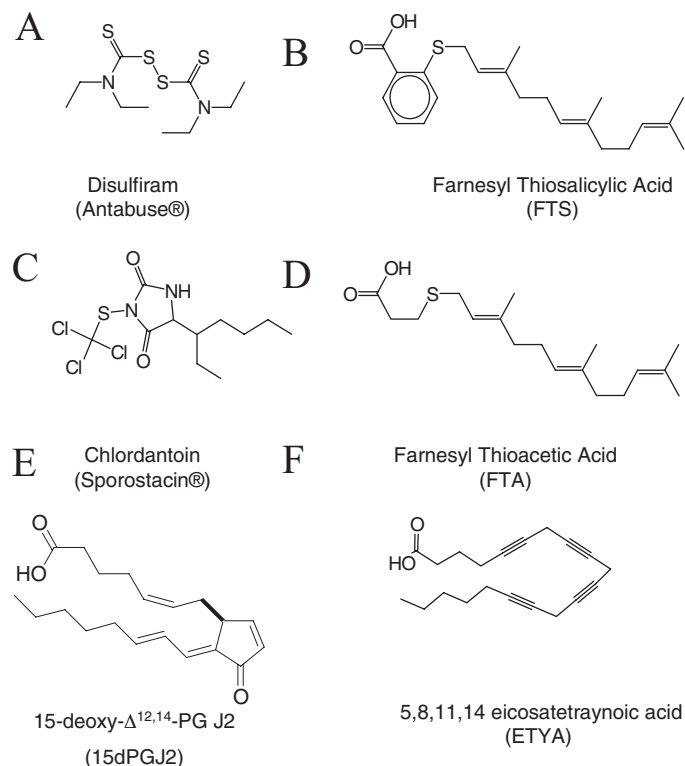 A
S
S
S
S
N
N
Disulfiram
(Antabuse®)
B
OH
O
S
Farnesyl Thiosalicylic Acid
(FTS)
C
O
NH
S
N
Cl
Cl
Cl
O
Chlordantoin
(Sporostacin®)
D
OH
O
S
Farnesyl Thioacetic Acid
(FTA)
E
O
HO
O
15-deoxy-Δ12,14-PG J2
(15dPGJ2)
F
O
HO
5,8,11,14 eicosatetraynoic acid
(ETYA)